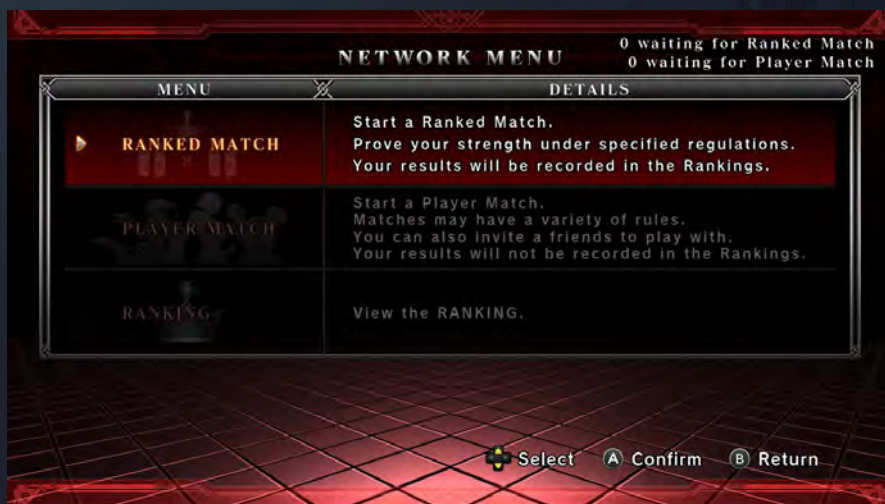 NETWORK MENU
0 waiting for Ranked Match
0 waiting for Player Match
MENU
DETAILS
RANKED MATCH
Start a Ranked Match.
Prove your strength under specified regulations.
Your results will be recorded in the Rankings.
PLAYER MATCH
Start a Player Match.
Matches may have a variety of rules.
You can also invite a friends to play with.
Your results will not be recorded in the Rankings.
RANKING
View the RANKING.
Select A Confirm B Return